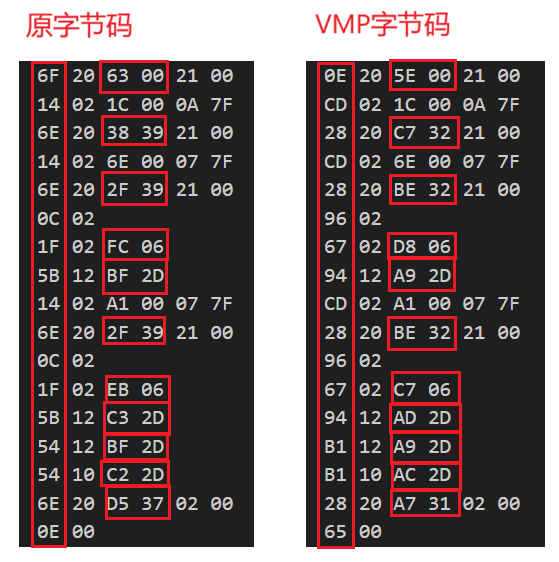 原字节码
VMP字节码
6F 20 63 00 21 00
14 02 1C 00 0A 7F
6E 20 38 39 21 00
14 02 6E 00 07 7F
6E 20 2F 39 21 00
0C 02
1F 02 FC 06
5B 12 BF 2D
14 02 A1 00 07 7F
6E 20 2F 39 21 00
0C 02
1F 02 EB 06
5B 12 C3 2D
54 12 BF 2D
54 10 C2 2D
6E 20 D5 37 02 00
0E 00
0E 20 5E 00 21 00
CD 02 1C 00 0A 7F
28 20 C7 32 21 00
CD 02 6E 00 07 7F
28 20 BE 32 21 00
96 02
67 02 D8 06
94 12 A9 2D
CD 02 A1 00 07 7F
28 20 BE 32 21 00
96 02
67 02 C7 06
94 12 AD 2D
B1 12 A9 2D
B1 10 AC 2D
28 20 A7 31 02 00
65 00